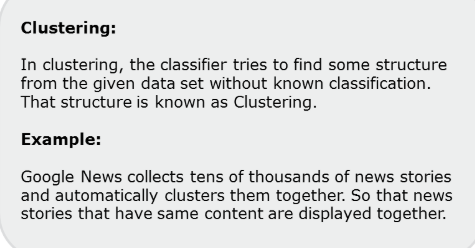 Clustering:
In clustering, the classifier tries to find some structure
from the given data set without known classification.
That structure is known as Clustering.
Example:
Google News collects tens of thousands of news stories
and automatically clusters them together. So that news
stories that have same content are displayed together.